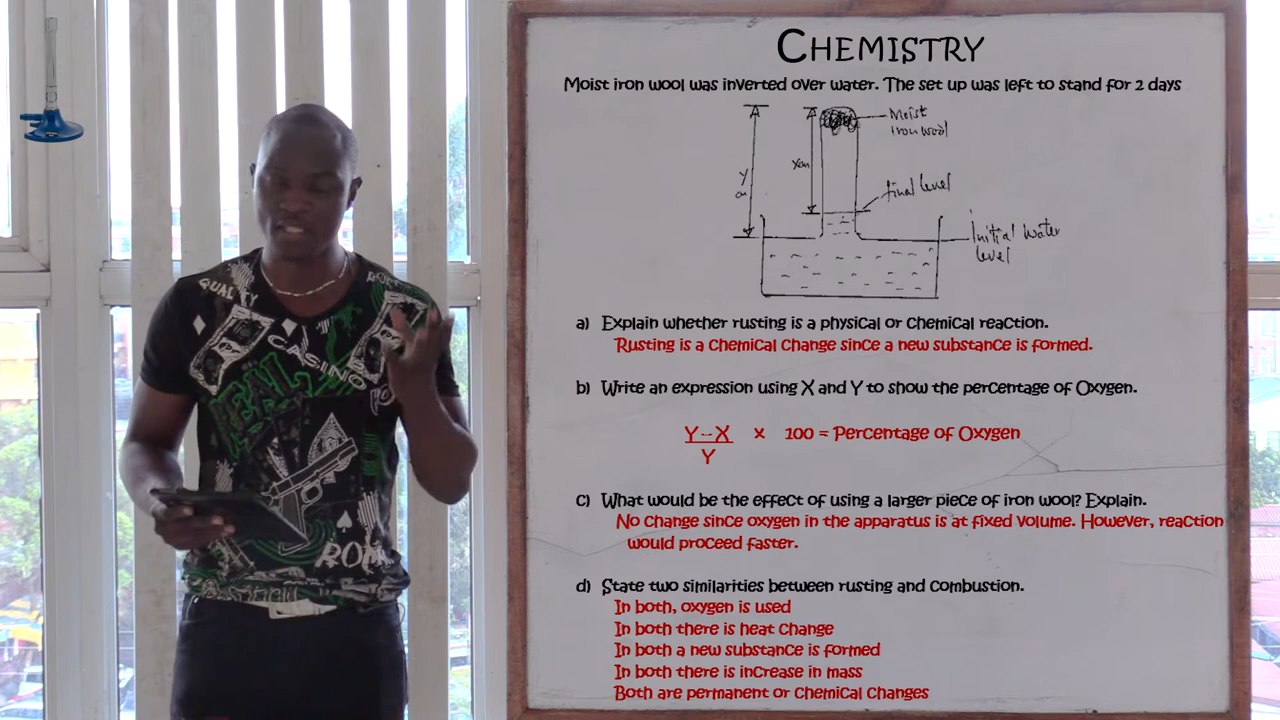 CHEMISTRY
Moist iron wool was inverted over water. The set up was left to stand for 2 days
Moist
iron wool
X cm
final level
Y
cm
Initial Water
level
a) Explain whether rusting is a physical or chemical reaction.
Rusting is a chemical change since a new substance is formed.
b) Write an expression using X and Y to show the percentage of Oxygen.
Y – X x 100 = Percentage of Oxygen
Y
c) What would be the effect of using a larger piece of iron wool? Explain.
No change since oxygen in the apparatus is at fixed volume. However, reaction
would proceed faster.
d) State two similarities between rusting and combustion.
In both, oxygen is used
In both there is heat change
In both a new substance is formed
In both there is increase in mass
Both are permanent or chemical changes
QUALITY
CASINO
REAL